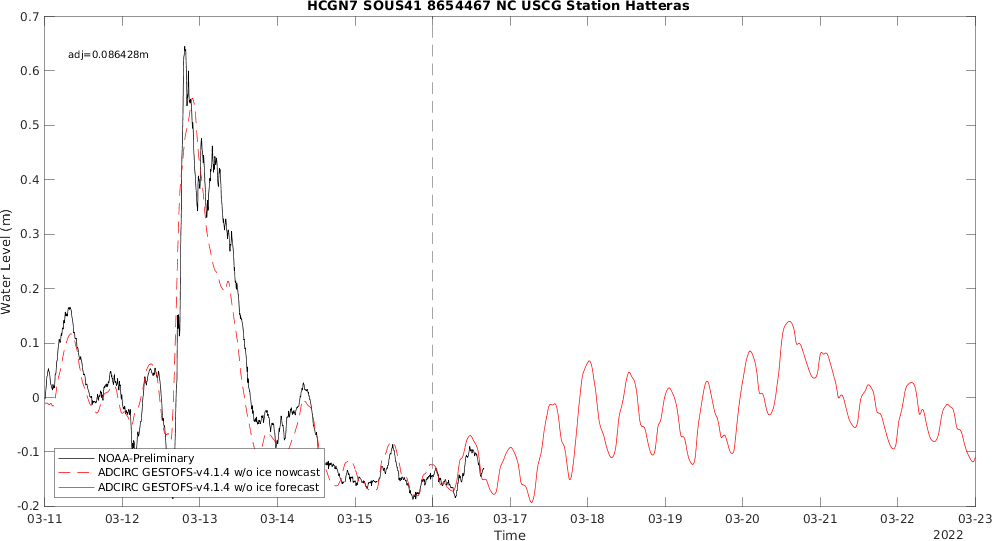 HCGN7 SOUS41 8654467 NC USCG Station Hatteras
adj=0.086428m
0.7
0.6
0.5
0.4
0.3
0.2
0.1
0
-0.1
-0.2
Water Level (m)
NOAA-Preliminary
ADCIRC GESTOFS-v4.1.4 w/o ice nowcast
ADCIRC GESTOFS-v4.1.4 w/o ice forecast
03-11 03-12 03-13 03-14 03-15 03-16 03-17 03-18 03-19 03-20 03-21 03-22 03-23
Time
2022